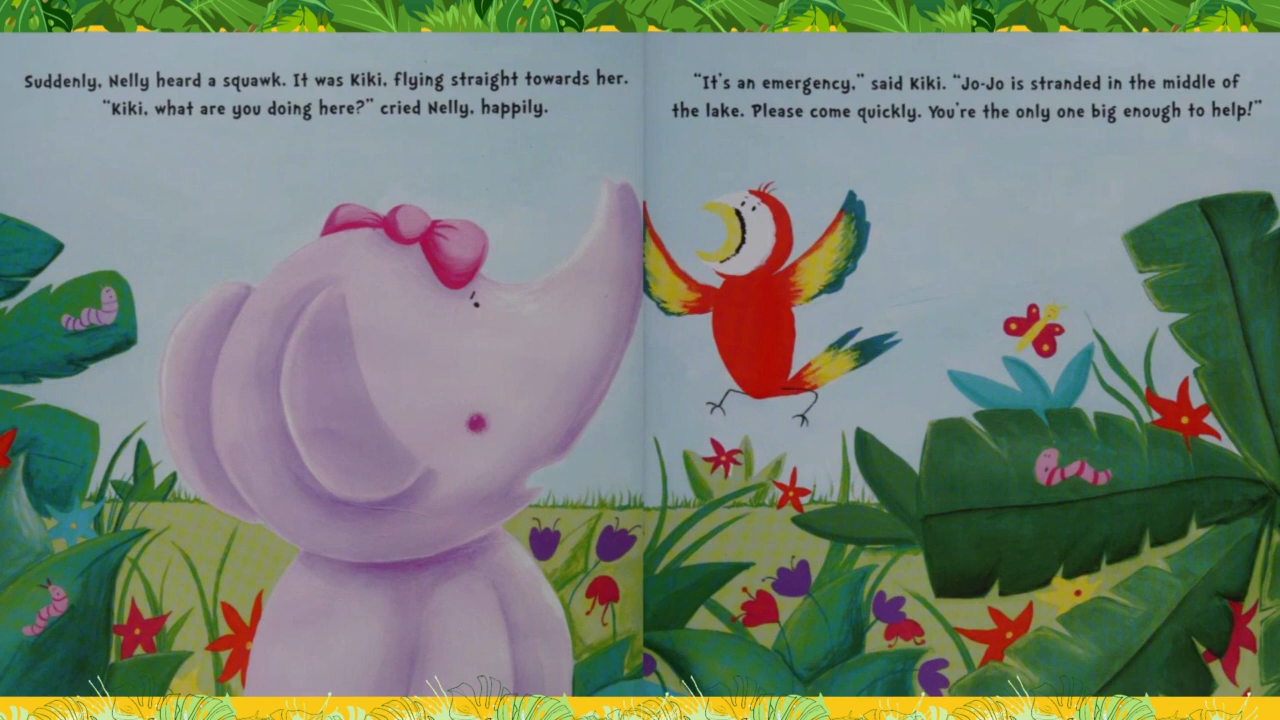 Suddenly, Nelly heard a squawk. It was Kiki, flying straight towards her.
"Kiki, what are you doing here?" cried Nelly, happily.
"It's an emergency," said Kiki. "Jo-Jo is stranded in the middle of
the lake. Please come quickly. You're the only one big enough to help!"